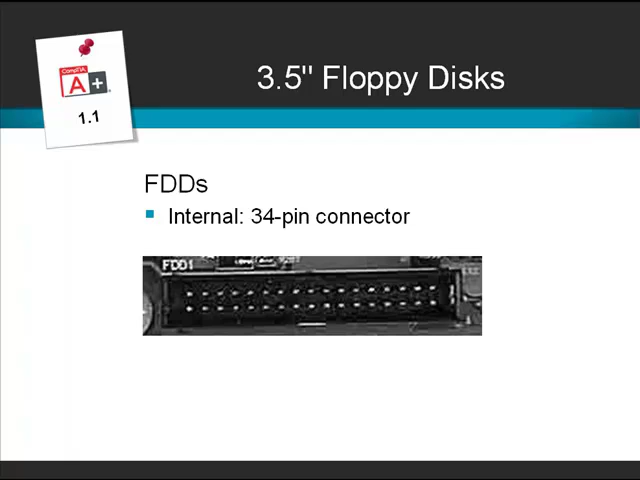 CompTIA
A+
1.1
3.5" Floppy Disks
FDDs
Internal: 34-pin connector
FDD1